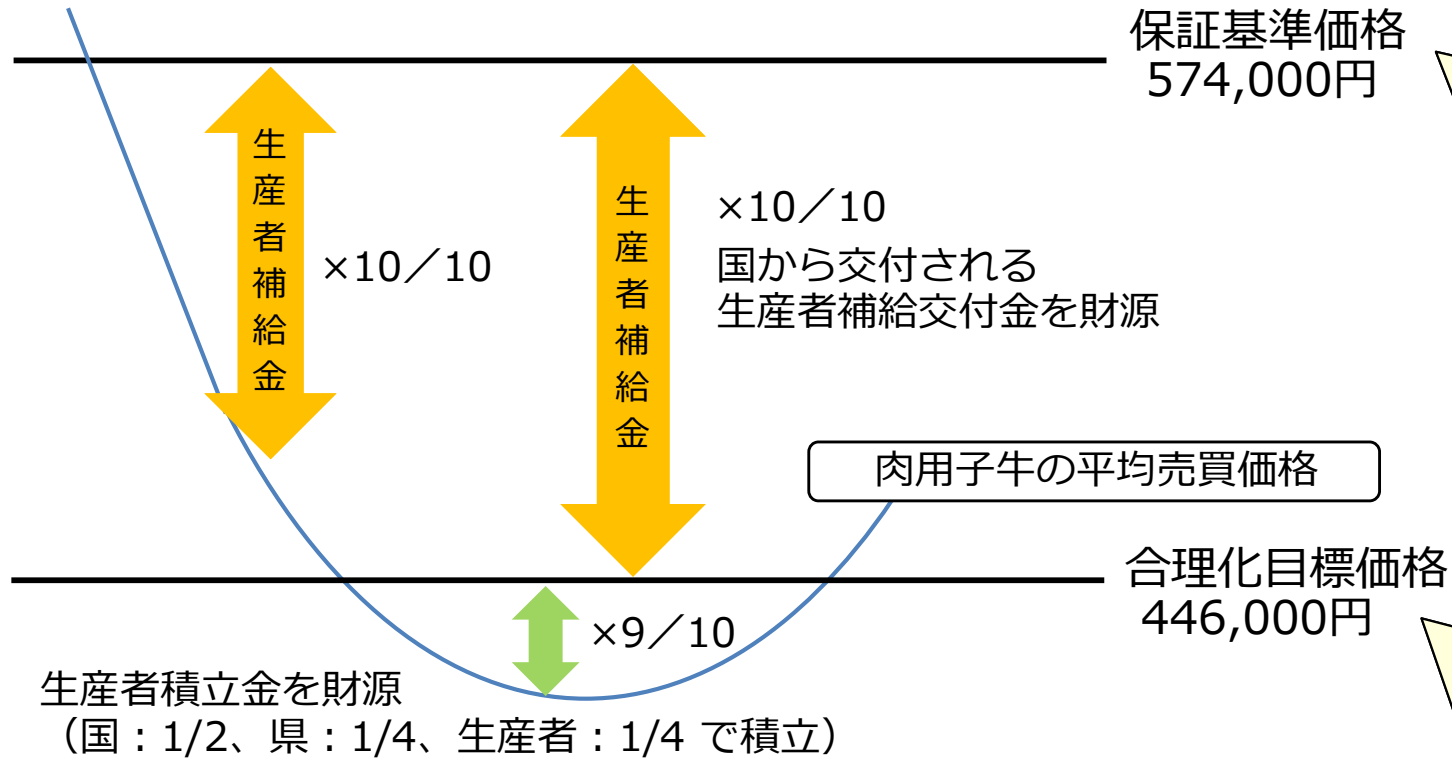 保証基準価格
574,000円
生産者補給金
×10／10
生産者補給金
×10／10
国から交付される
生産者補給交付金を財源
肉用子牛の平均売買価格
合理化目標価格
446,000円
×9／10
生産者積立金を財源
（国：1/2、県：1/4、生産者：1/4 で積立）